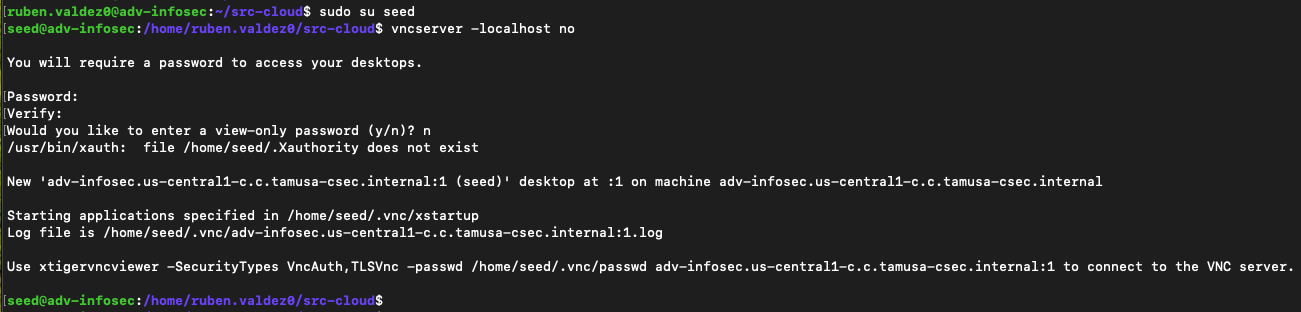 [ruben.valdez0@adv-infosec:~/src-cloud$ sudo su seed
[seed@adv-infosec:/home/ruben.valdez0/src-cloud$ vncserver -localhost no
You will require a password to access your desktops.
[Password:
[Verify:
[Would you like to enter a view-only password (y/n)? n
/usr/bin/xauth:  file /home/seed/.Xauthority does not exist
New 'adv-infosec.us-central1-c.c.tamusa-csec.internal:1 (seed)' desktop at :1 on machine adv-infosec.us-central1-c.c.tamusa-csec.internal
Starting applications specified in /home/seed/.vnc/xstartup
Log file is /home/seed/.vnc/adv-infosec.us-central1-c.c.tamusa-csec.internal:1.log
Use xtigervncviewer -SecurityTypes VncAuth,TLSVnc -passwd /home/seed/.vnc/passwd adv-infosec.us-central1-c.c.tamusa-csec.internal:1 to connect to the VNC server.
[seed@adv-infosec:/home/ruben.valdez0/src-cloud$